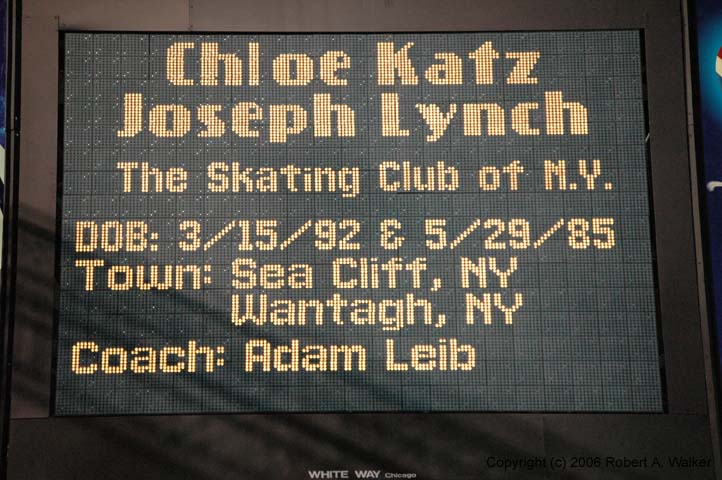 Chloe Katz
Joseph Lynch
The Skating Club of N.Y.
DOB: 3/15/92 & 5/29/85
Town: Sea Cliff, NY
Wantagh, NY
Coach: Adam Leib
WHITE WAY Chicago
Copyright (c) 2006 Robert A. Walker